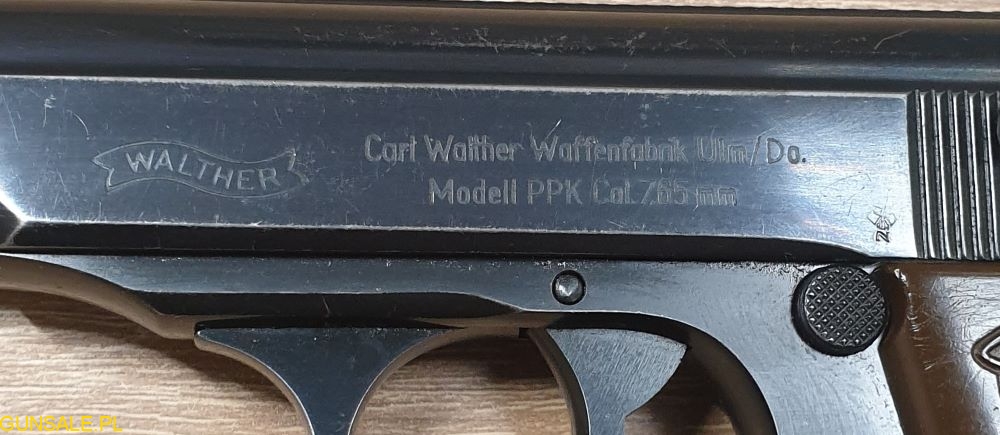 WALTHER
Carl Walther Waffenfabrik Ulm/Do.
Modell PPK Cal. 7,65 mm
GUNSALE.PL